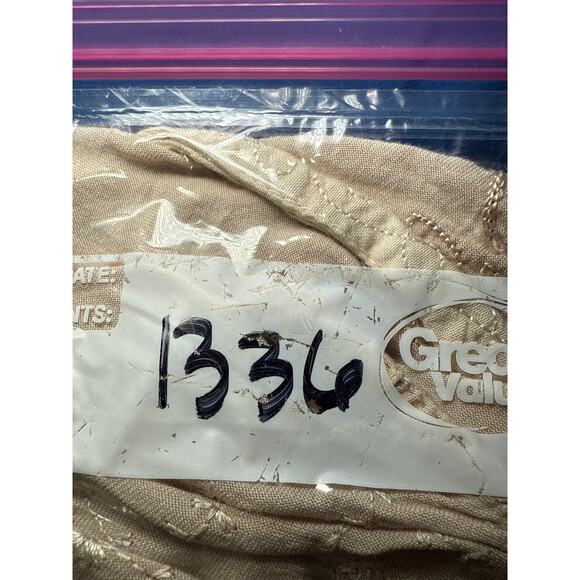 ATE:
NTS:
1336
Grea
Valu